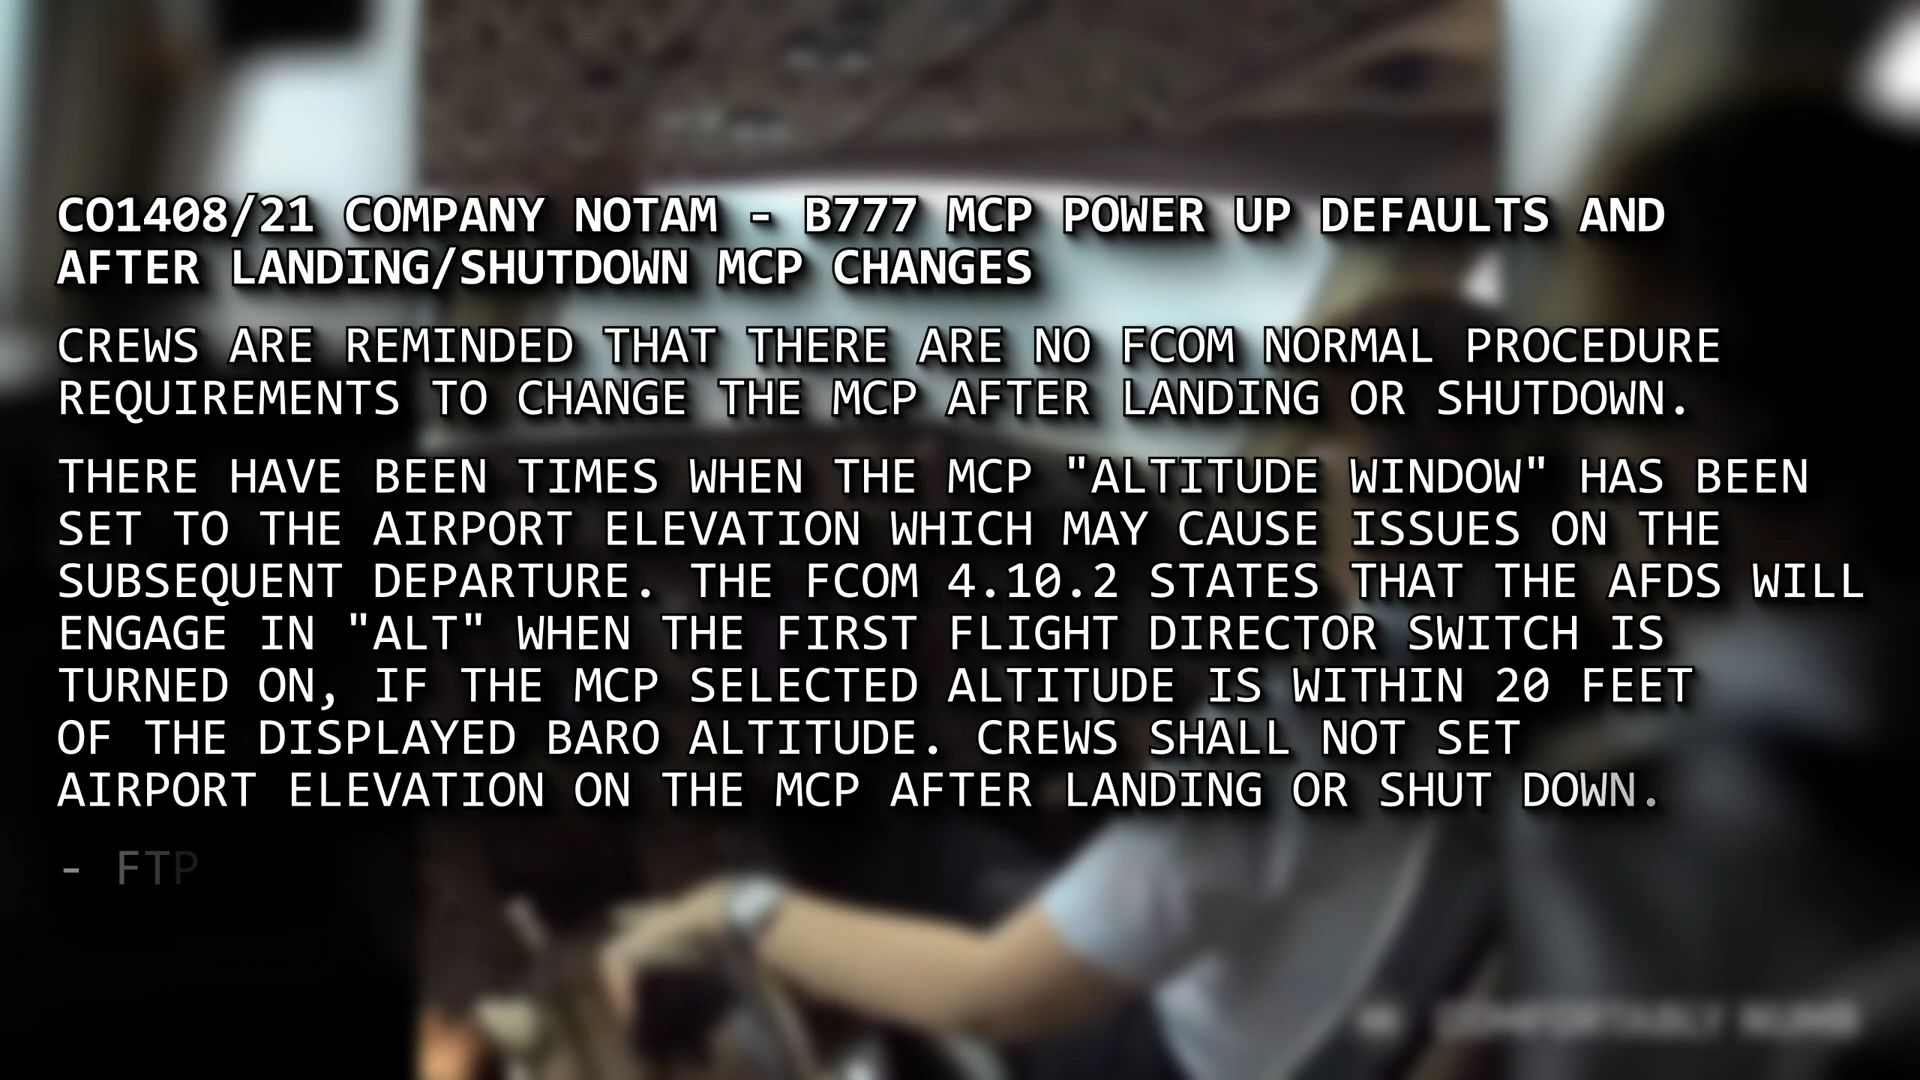 CO1408/21 COMPANY NOTAM - B777 MCP POWER UP DEFAULTS AND
AFTER LANDING/SHUTDOWN MCP CHANGES
CREWS ARE REMINDED THAT THERE ARE NO FCOM NORMAL PROCEDURE
REQUIREMENTS TO CHANGE THE MCP AFTER LANDING OR SHUTDOWN.
THERE HAVE BEEN TIMES WHEN THE MCP "ALTITUDE WINDOW" HAS BEEN
SET TO THE AIRPORT ELEVATION WHICH MAY CAUSE ISSUES ON THE
SUBSEQUENT DEPARTURE. THE FCOM 4.10.2 STATES THAT THE AFDS WILL
ENGAGE IN "ALT" WHEN THE FIRST FLIGHT DIRECTOR SWITCH IS
TURNED ON, IF THE MCP SELECTED ALTITUDE IS WITHIN 20 FEET
OF THE DISPLAYED BARO ALTITUDE. CREWS SHALL NOT SET
AIRPORT ELEVATION ON THE MCP AFTER LANDING OR SHUT DOWN.
- FTP
COMFORTABLY NUMB